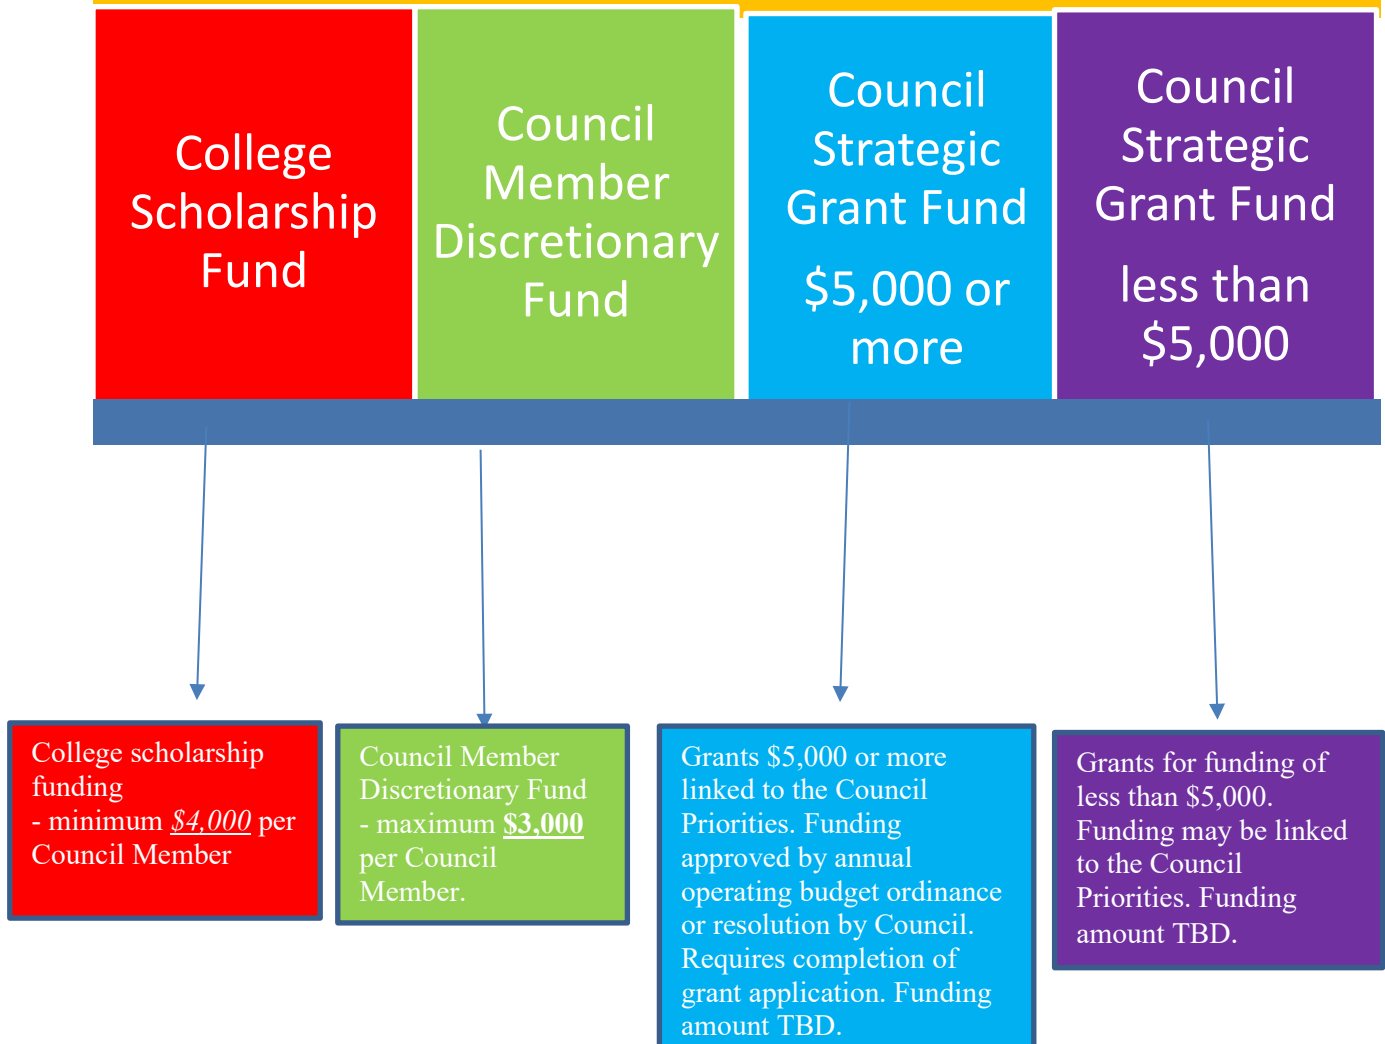 College
Scholarship
Fund
Council
Member
Discretionary
Fund
Council
Strategic
Grant Fund
$5,000 or
more
Council
Strategic
Grant Fund
less than
$5,000
College scholarship
funding
- minimum $4,000 per
Council Member
Council Member
Discretionary Fund
- maximum $3,000
per Council
Member.
Grants $5,000 or more
linked to the Council
Priorities. Funding
approved by annual
operating budget ordinance
or resolution by Council.
Requires completion of
grant application. Funding
amount TBD.
Grants for funding of
less than $5,000.
Funding may be linked
to the Council
Priorities. Funding
amount TBD.